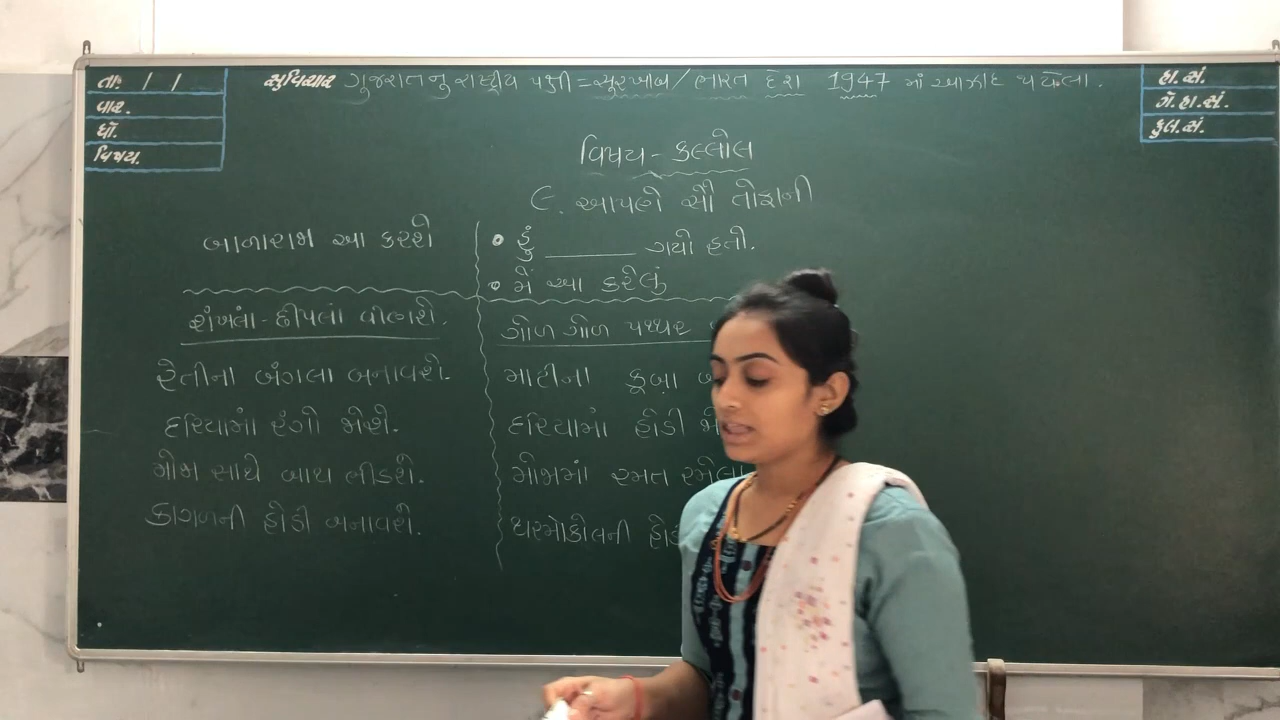 તા: / /
વાર.
ધો.
વિષય.
સુવિચાર ગુજરાતનુ રાષ્ટ્રીય પક્ષી = સુરખાબ / ભારત દેશ 1947 માં આઝાદ થયેલા.
હા.સં.
ગે.હા.સં.
કુલ.સં.
વિષય - કલ્લોલ
૯. આપણે સૌ તોફાની
બાળારામ આ કરશે
• હું ______ ગયો હતો.
• મેં આ કરેલું
શંખલા - છીપલાં વીણશે.
ગોળ ગોળ પથ્થર
રેતીના બંગલા બનાવશે.
માટીના કૂબા બ
દરિયામાં રંગો ભેરશે.
દરિયામાં હોડી
મોજ સાથે બાથ ભીડશે.
મોજમાં રમત રમેલા
કાગળની હોડી બનાવશે.
થરમોકોલની હોડ